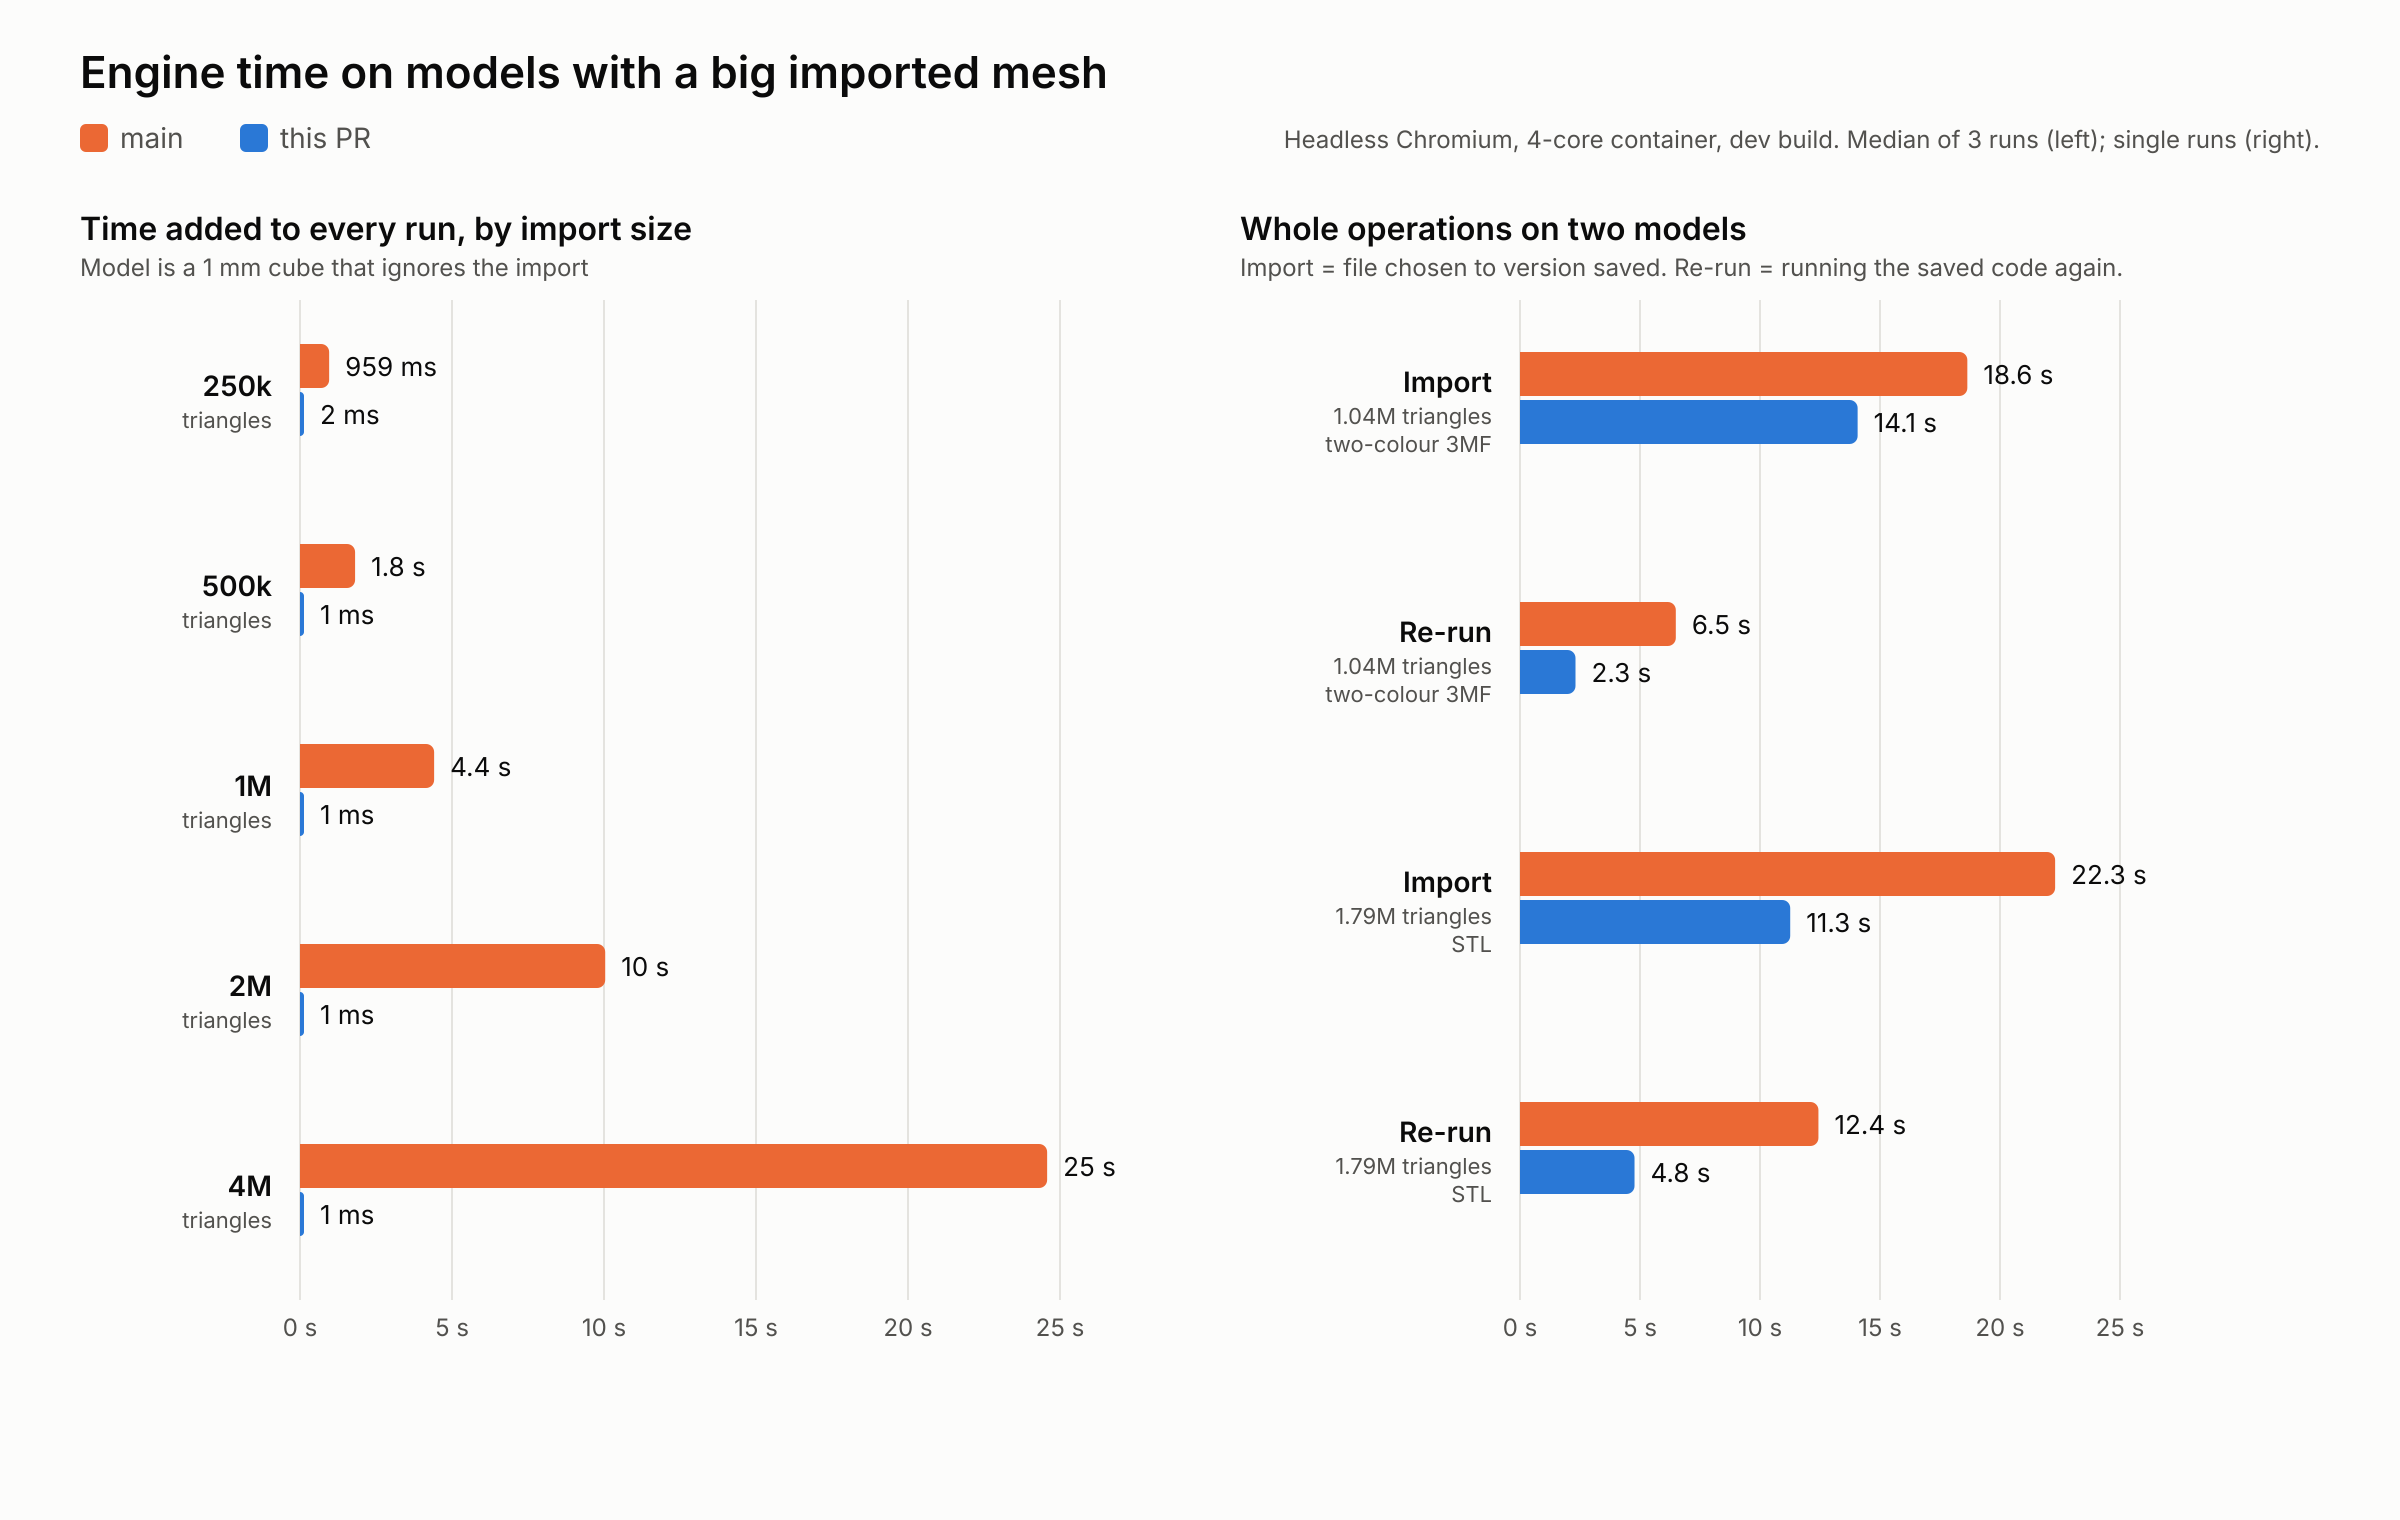 Engine time on models with a big imported mesh
main
this PR
Headless Chromium, 4-core container, dev build. Median of 3 runs (left); single runs (right).
Time added to every run, by import size
Model is a 1 mm cube that ignores the import
250k
triangles
959 ms
2 ms
500k
triangles
1.8 s
1 ms
1M
triangles
4.4 s
1 ms
2M
triangles
10 s
1 ms
4M
triangles
25 s
1 ms
0 s
5 s
10 s
15 s
20 s
25 s
Whole operations on two models
Import = file chosen to version saved. Re-run = running the saved code again.
Import
1.04M triangles
two-colour 3MF
18.6 s
14.1 s
Re-run
1.04M triangles
two-colour 3MF
6.5 s
2.3 s
Import
1.79M triangles
STL
22.3 s
11.3 s
Re-run
1.79M triangles
STL
12.4 s
4.8 s
0 s
5 s
10 s
15 s
20 s
25 s